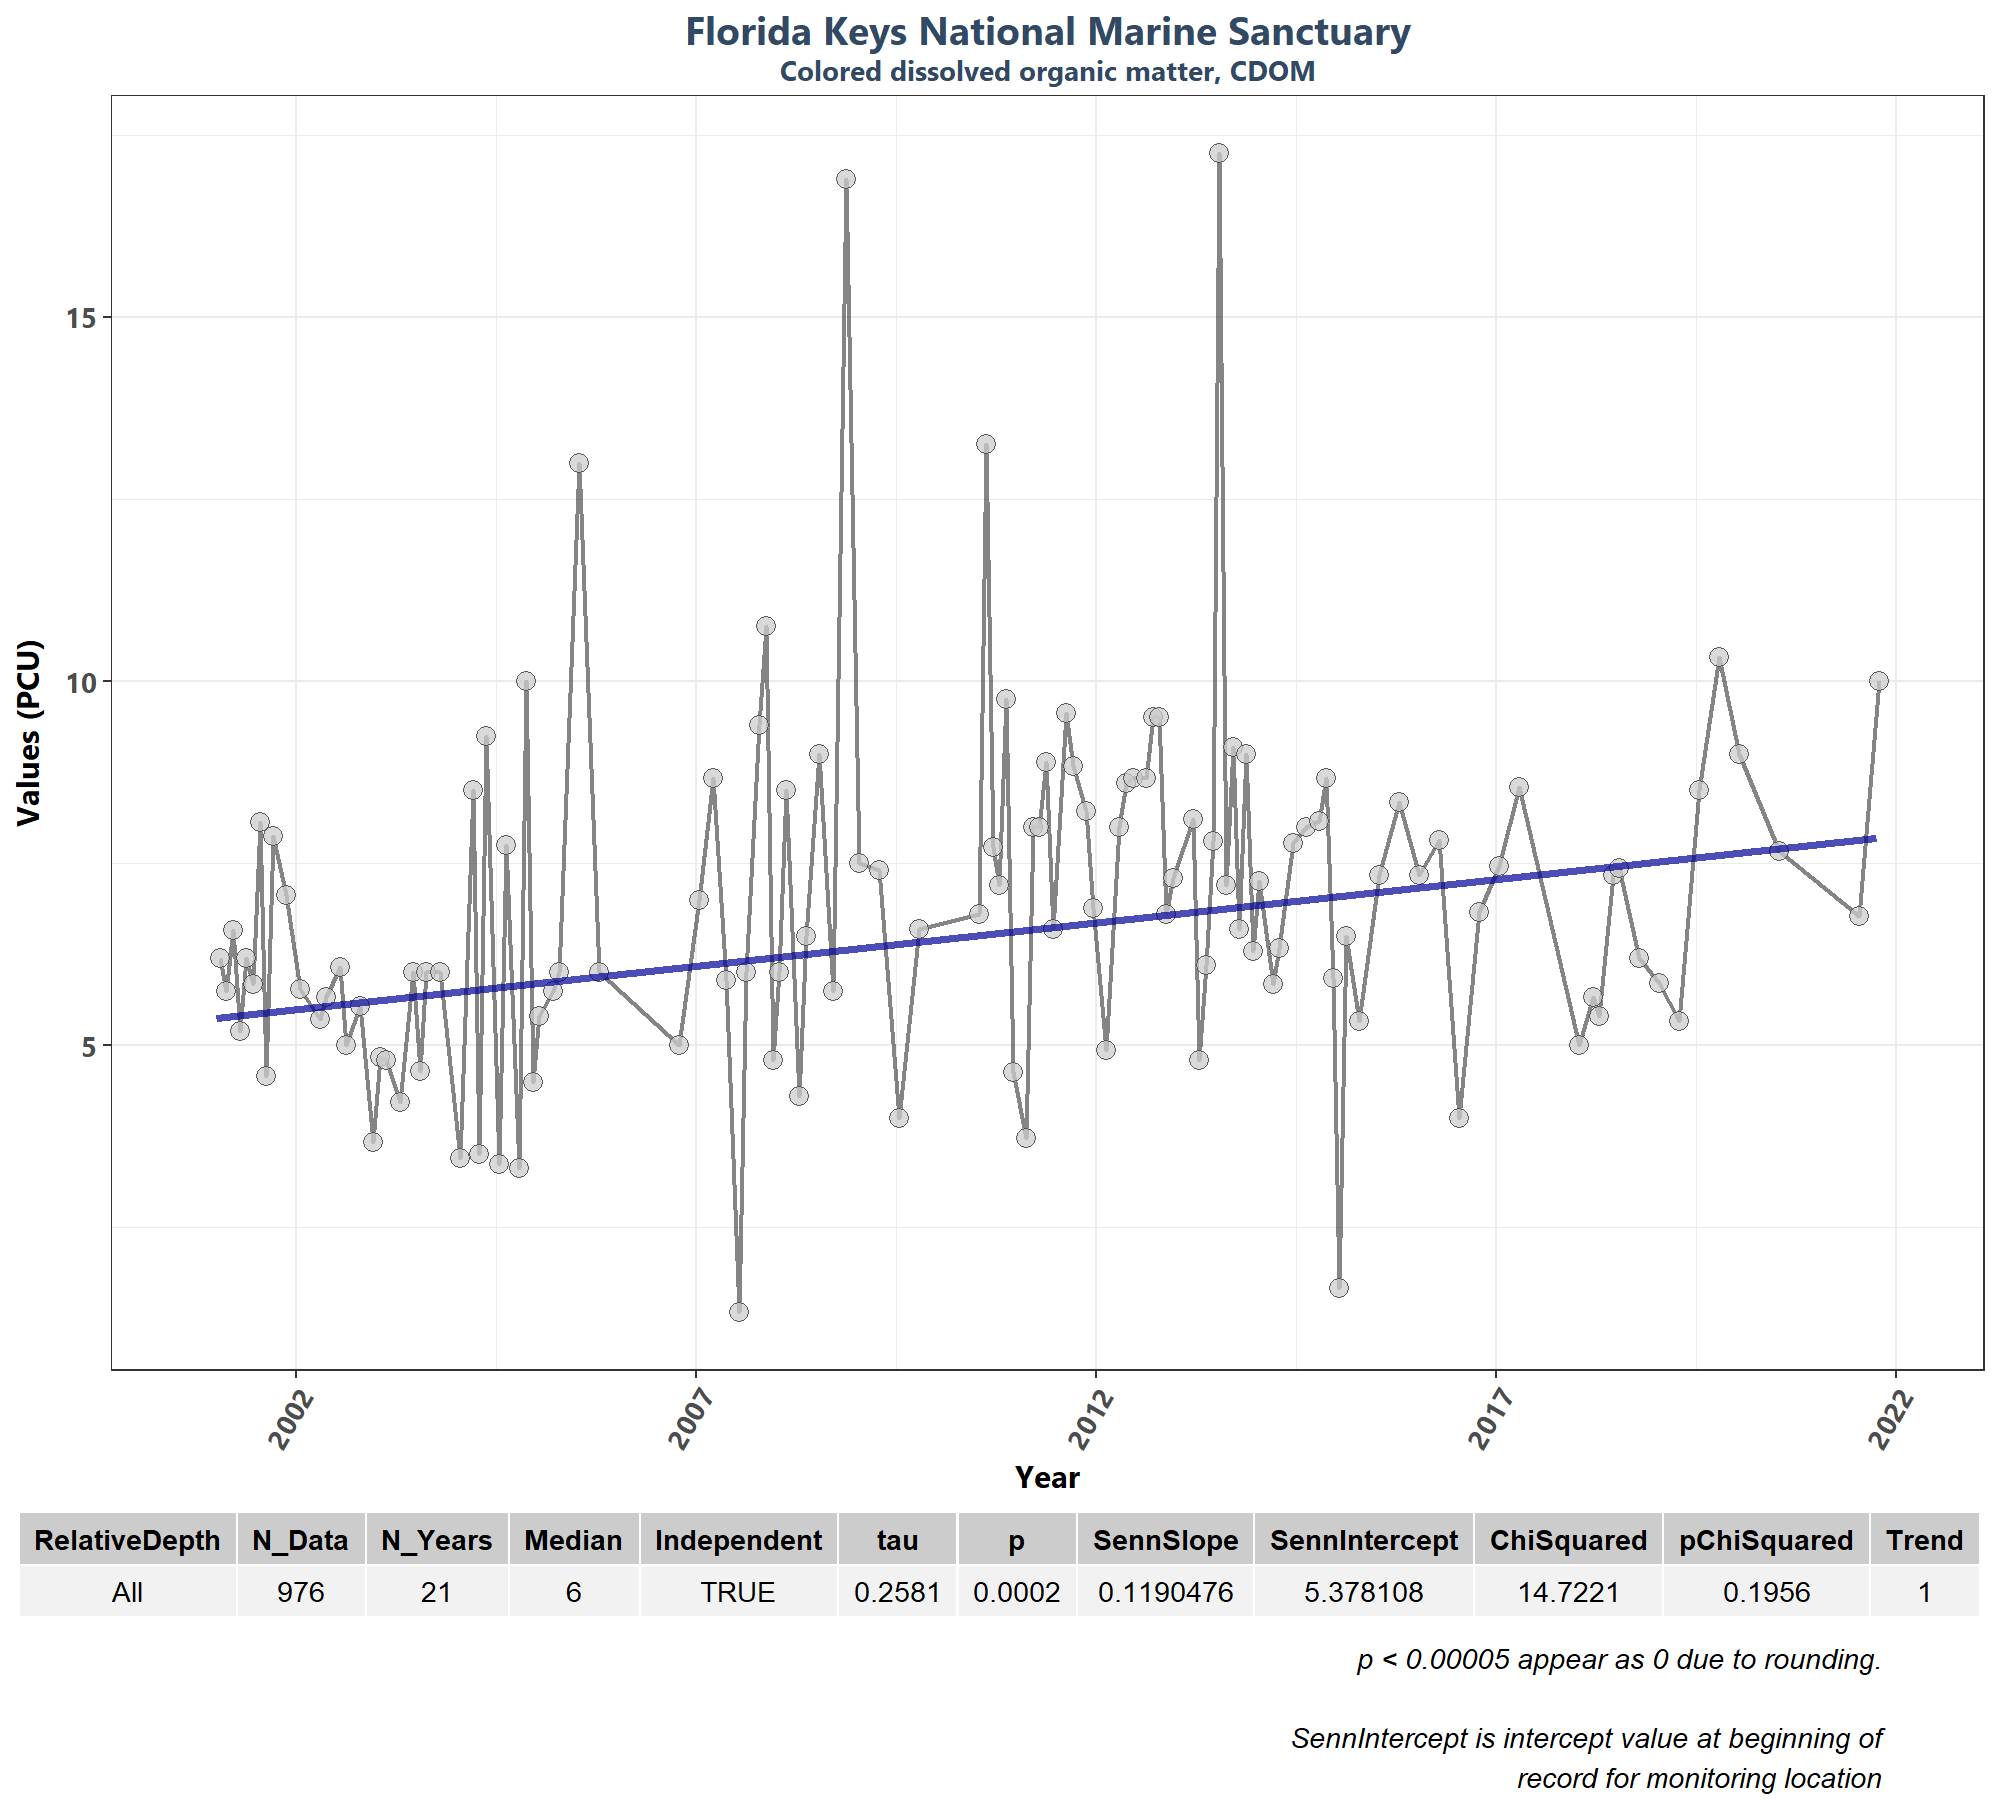 Florida Keys National Marine Sanctuary
Colored dissolved organic matter, CDOM
Values (PCU)
15
10
5
2002
2007
2012
2017
2022
Year
RelativeDepth N_Data N_Years Median Independent tau p SennSlope SennIntercept ChiSquared pChiSquared Trend
All 976 21 6 TRUE 0.2581 0.0002 0.1190476 5.378108 14.7221 0.1956 1
p < 0.00005 appear as 0 due to rounding.
SennIntercept is intercept value at beginning of
record for monitoring location